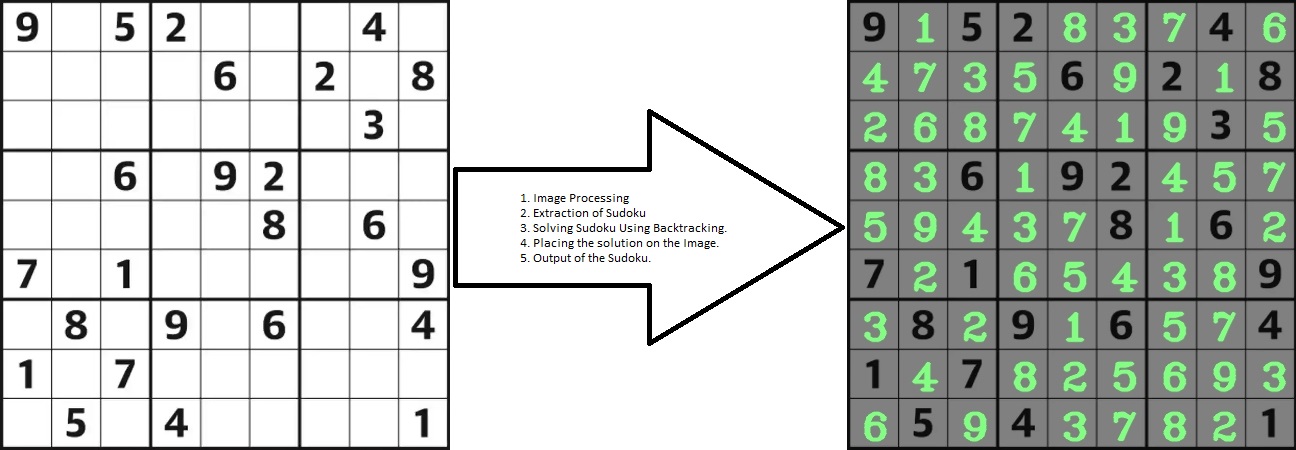 9 5 2 4
6 2 8
3
6 9 2
8 6
7 1 9
8 9 6 4
1 7
5 4 1
1. Image Processing
2. Extraction of Sudoku
3. Solving Sudoku Using Backtracking.
4. Placing the solution on the Image.
5. Output of the Sudoku.
9 1 5 2 8 3 7 4 6
4 7 3 5 6 9 2 1 8
2 6 8 7 4 1 9 3 5
8 3 6 1 9 2 4 5 7
5 9 4 3 7 8 1 6 2
7 2 1 6 5 4 3 8 9
3 8 2 9 1 6 5 7 4
1 4 7 8 2 5 6 9 3
6 5 9 4 3 7 8 2 1